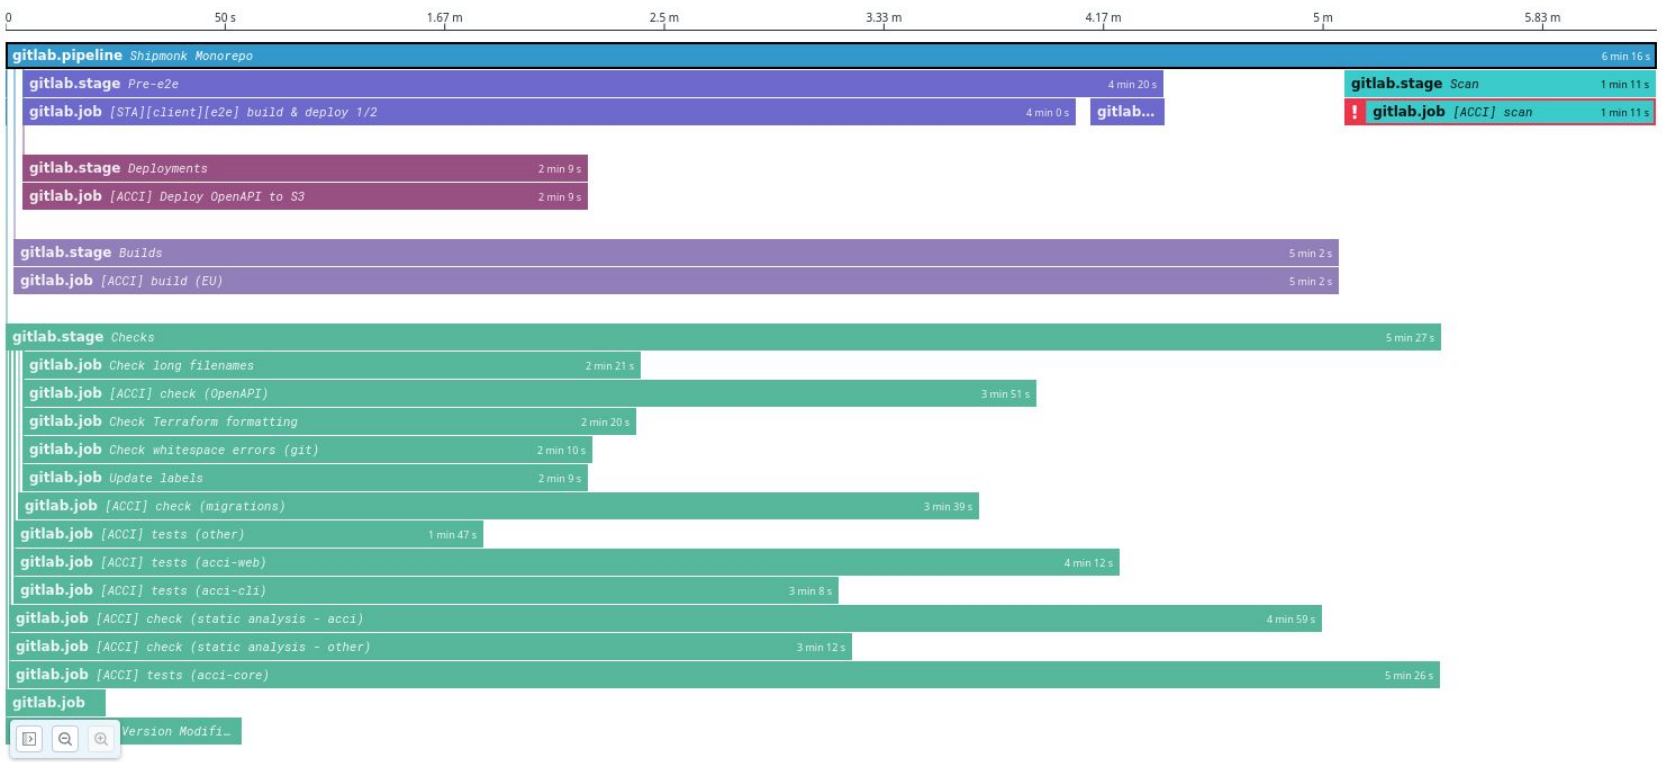 0 50 s 1.67 m 2.5 m 3.33 m 4.17 m 5 m 5.83 m
gitlab.pipeline Shipmonk Monorepo 6 min 16 s
gitlab.stage Pre-e2e 4 min 20 s gitlab.stage Scan 1 min 11 s
gitlab.job [STA][client][e2e] build & deploy 1/2 4 min 0 s gitlab... ! gitlab.job [ACCI] scan 1 min 11 s
gitlab.stage Deployments 2 min 9 s
gitlab.job [ACCI] Deploy OpenAPI to S3 2 min 9 s
gitlab.stage Builds 5 min 2 s
gitlab.job [ACCI] build (EU) 5 min 2 s
gitlab.stage Checks 5 min 27 s
gitlab.job Check long filenames 2 min 21 s
gitlab.job [ACCI] check (OpenAPI) 3 min 51 s
gitlab.job Check Terraform formatting 2 min 20 s
gitlab.job Check whitespace errors (git) 2 min 10 s
gitlab.job Update labels 2 min 9 s
gitlab.job [ACCI] check (migrations) 3 min 39 s
gitlab.job [ACCI] tests (other) 1 min 47 s
gitlab.job [ACCI] tests (acci-web) 4 min 12 s
gitlab.job [ACCI] tests (acci-cli) 3 min 8 s
gitlab.job [ACCI] check (static analysis - acci) 4 min 59 s
gitlab.job [ACCI] check (static analysis - other) 3 min 12 s
gitlab.job [ACCI] tests (acci-core) 5 min 26 s
gitlab.job
Version Modifi…